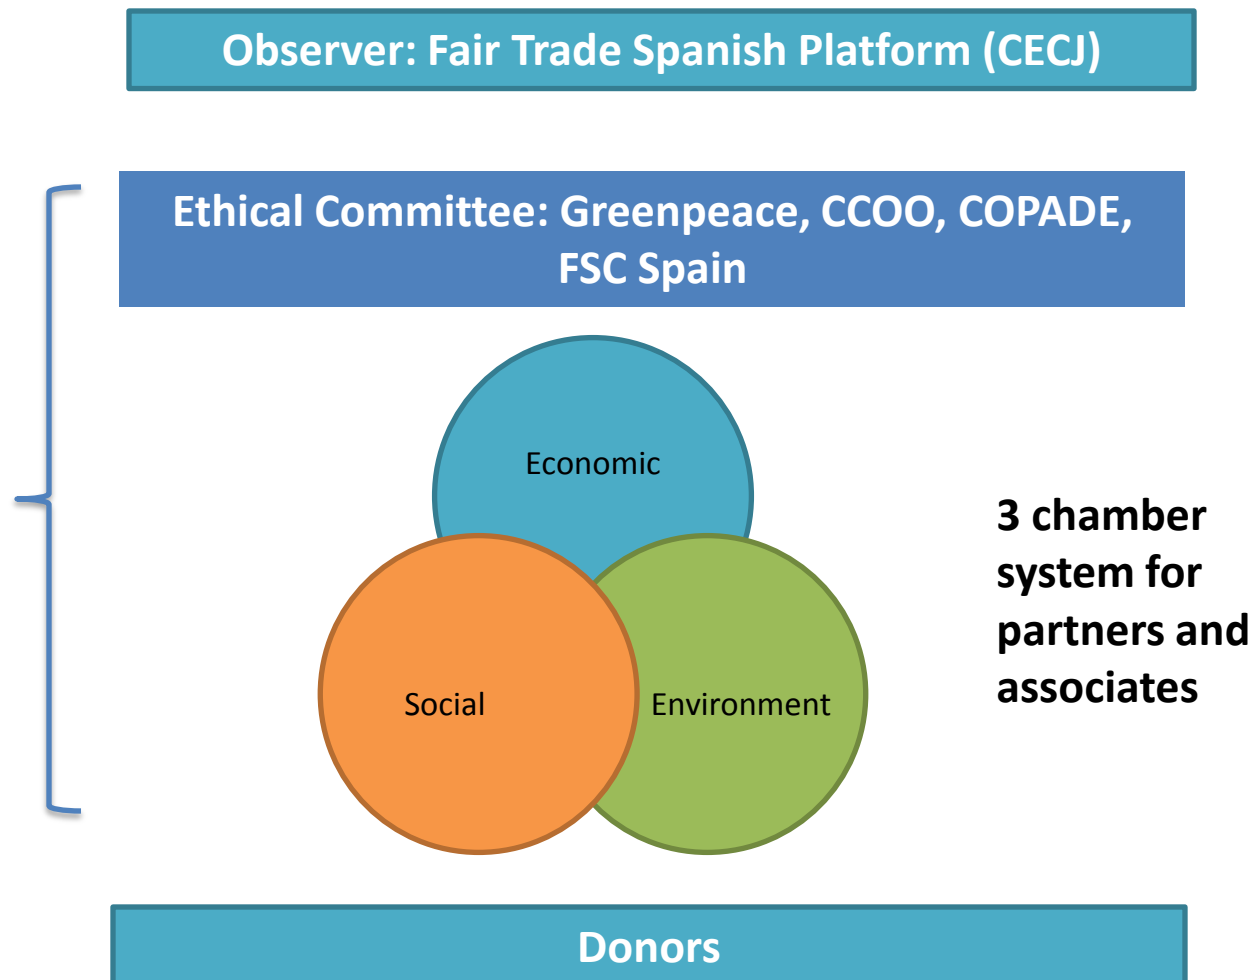 Observer: Fair Trade Spanish Platform (CECJ)
Ethical Committee: Greenpeace, CCOO, COPADE,
FSC Spain
Economic
3 chamber
system for
partners and
associates
Social
Environment
Donors